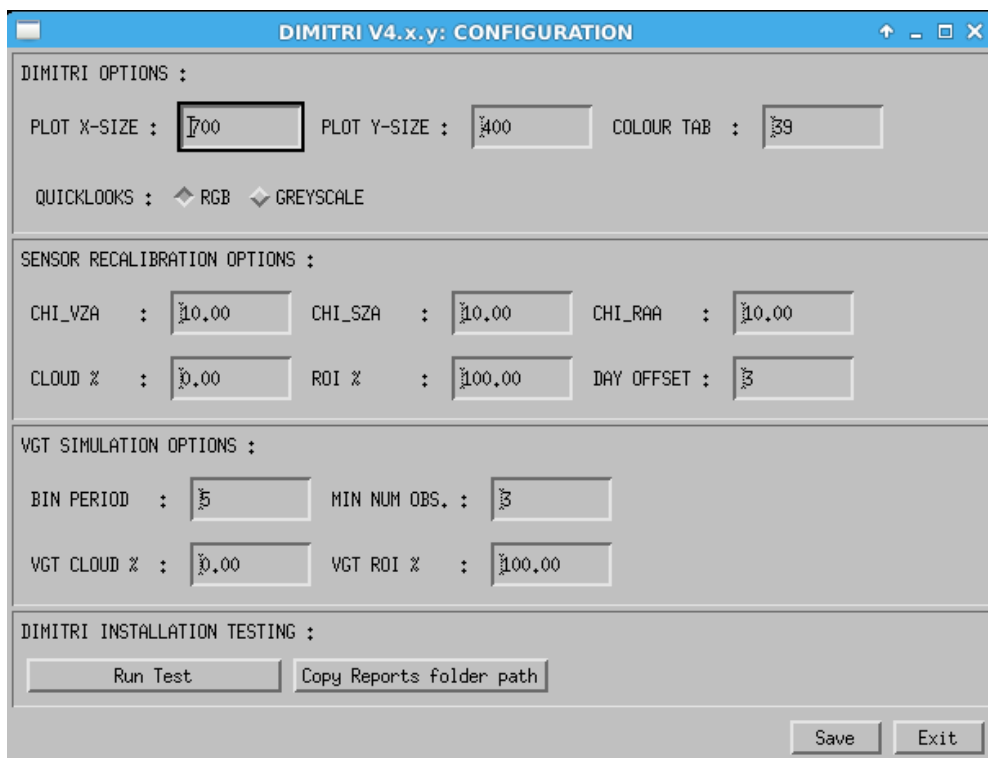 DIMITRI V4.x.y: CONFIGURATION
DIMITRI OPTIONS :
PLOT X-SIZE : 700 PLOT Y-SIZE : 400 COLOUR TAB : 39
QUICKLOOKS : RGB GREYSCALE
SENSOR RECALIBRATION OPTIONS :
CHI_VZA : 10.00 CHI_SZA : 10.00 CHI_RAA : 10.00
CLOUD % : 0.00 ROI % : 100.00 DAY OFFSET : 3
VGT SIMULATION OPTIONS :
BIN PERIOD : 5 MIN NUM OBS. : 3
VGT CLOUD % : 0.00 VGT ROI % : 100.00
DIMITRI INSTALLATION TESTING :
Run Test Copy Reports folder path
Save Exit